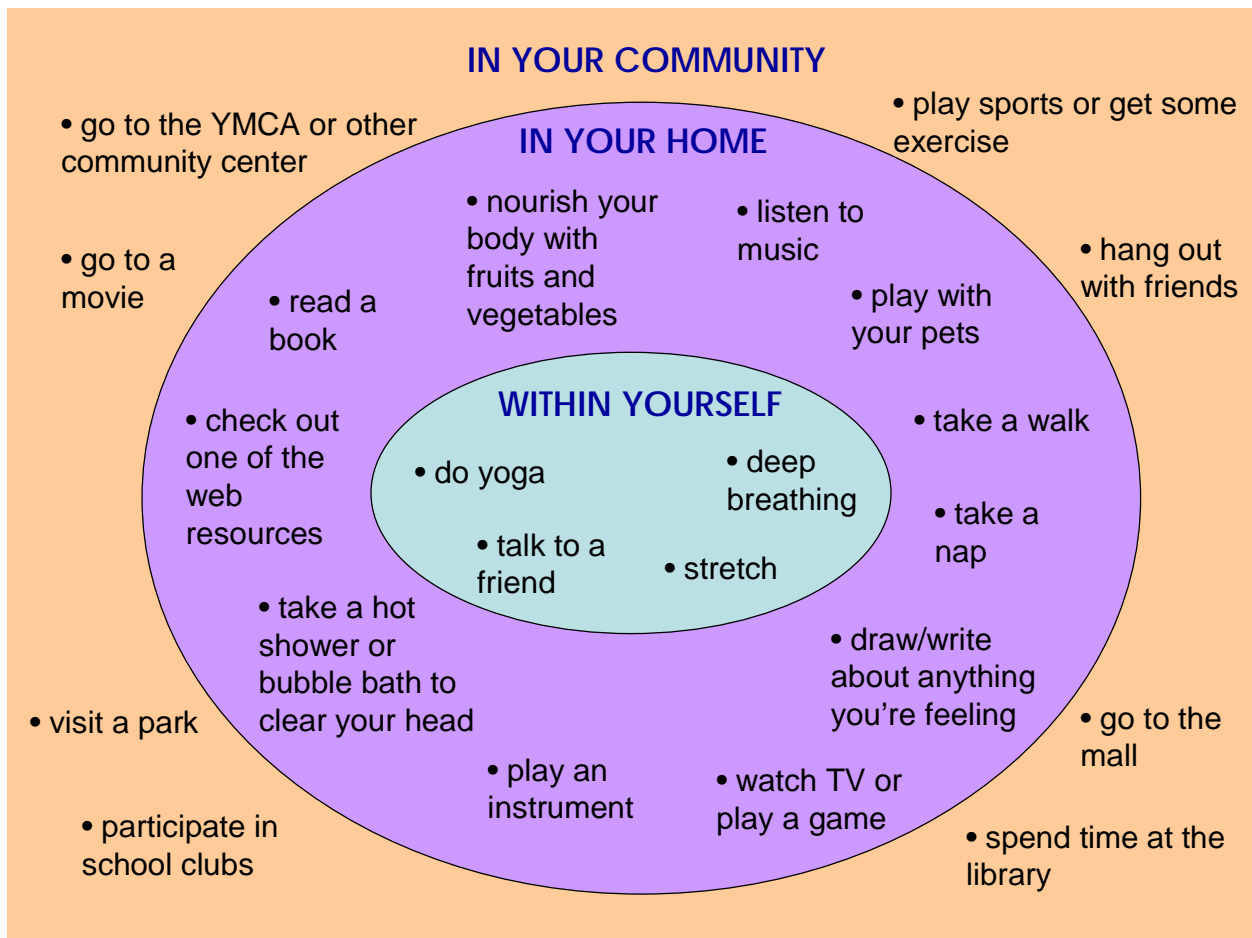 IN YOUR COMMUNITY
• go to the YMCA or other
community center
• play sports or get some
exercise
• go to a
movie
• hang out
with friends
• visit a park
• go to the
mall
• participate in
school clubs
• spend time at the
library
IN YOUR HOME
• nourish your
body with
fruits and
vegetables
• listen to
music
• read a
book
• play with
your pets
• check out
one of the
web
resources
• take a walk
• take a
nap
• take a hot
shower or
bubble bath to
clear your head
• draw/write
about anything
you're feeling
• play an
instrument
• watch TV or
play a game
WITHIN YOURSELF
• do yoga
• deep
breathing
• talk to a
friend
• stretch